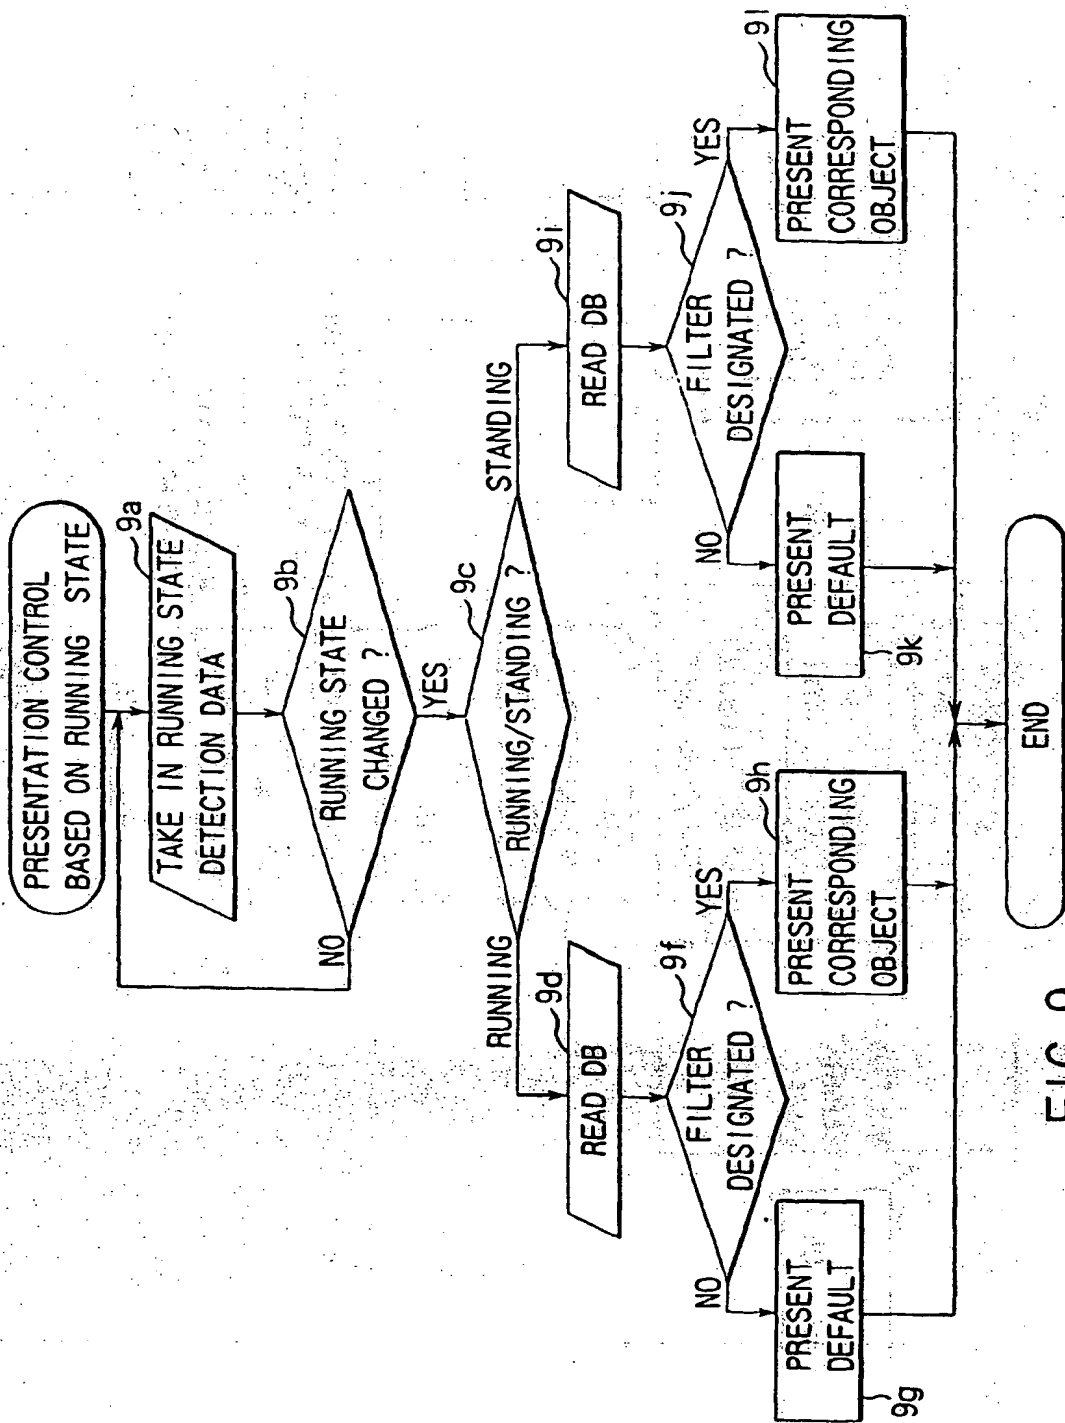 PRESENTATION CONTROL
BASED ON RUNNING STATE
9a
TAKE IN RUNNING STATE
DETECTION DATA
9b
RUNNING STATE
CHANGED ?
NO
YES
9c
RUNNING/STANDING ?
RUNNING
STANDING
9d
READ DB
9i
READ DB
9f
FILTER
DESIGNATED ?
NO
YES
9j
FILTER
DESIGNATED ?
NO
YES
PRESENT
DEFAULT
9g
9h
PRESENT
CORRESPONDING
OBJECT
PRESENT
DEFAULT
9k
9l
PRESENT
CORRESPONDING
OBJECT
END